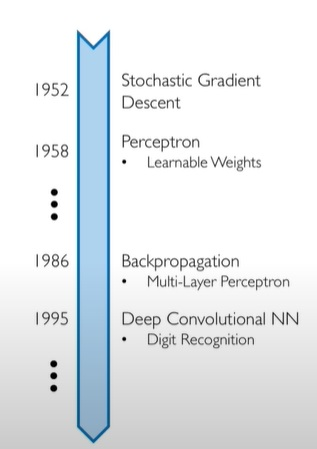 1952
Stochastic Gradient
Descent
1958
Perceptron
• Learnable Weights
1986
Backpropagation
• Multi-Layer Perceptron
1995
Deep Convolutional NN
• Digit Recognition